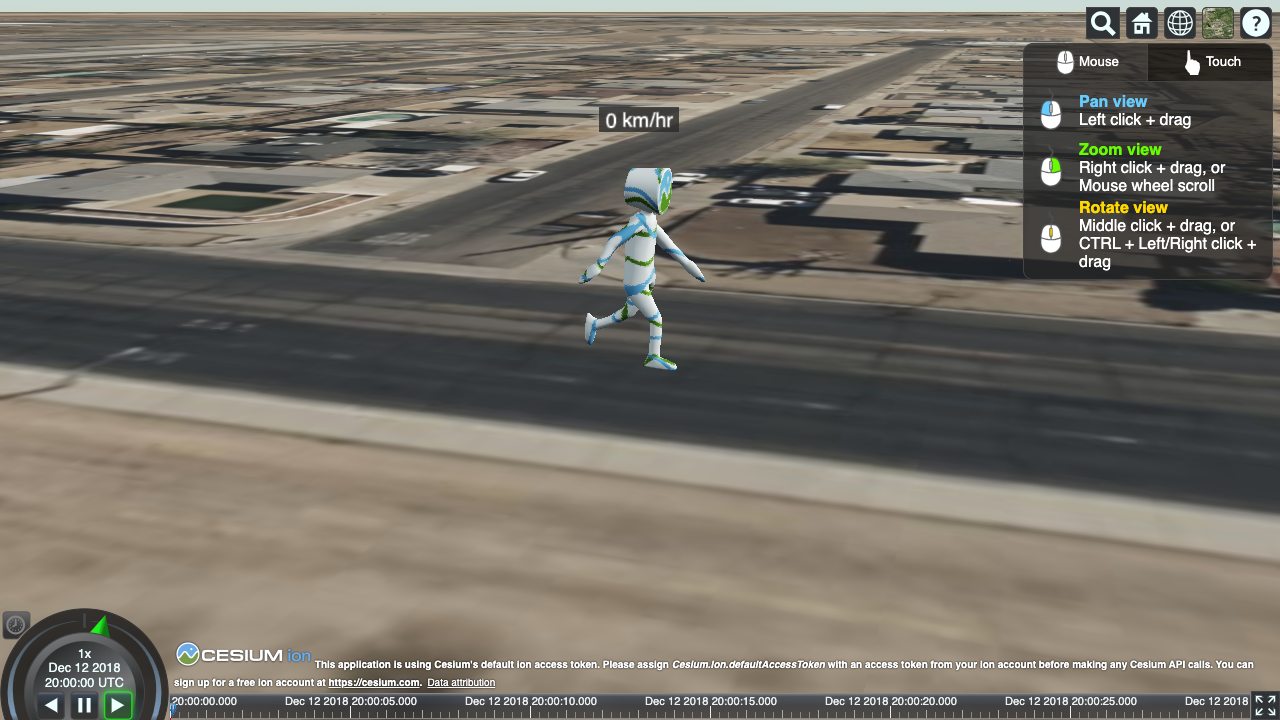 Mouse
Touch
Pan view
Left click + drag
Zoom view
Right click + drag, or
Mouse wheel scroll
Rotate view
Middle click + drag, or
CTRL + Left/Right click +
drag
0 km/hr
1x
Dec 12 2018
20:00:00 UTC
CESIUM ion This application is using Cesium's default ion access token. Please assign Cesium.Ion.defaultAccessToken with an access token from your ion account before making any Cesium API calls. You can
sign up for a free ion account at https://cesium.com. Data attribution
20:00:00.000 Dec 12 2018 20:00:05.000 Dec 12 2018 20:00:10.000 Dec 12 2018 20:00:15.000 Dec 12 2018 20:00:20.000 Dec 12 2018 20:00:25.000 Dec 12 2018